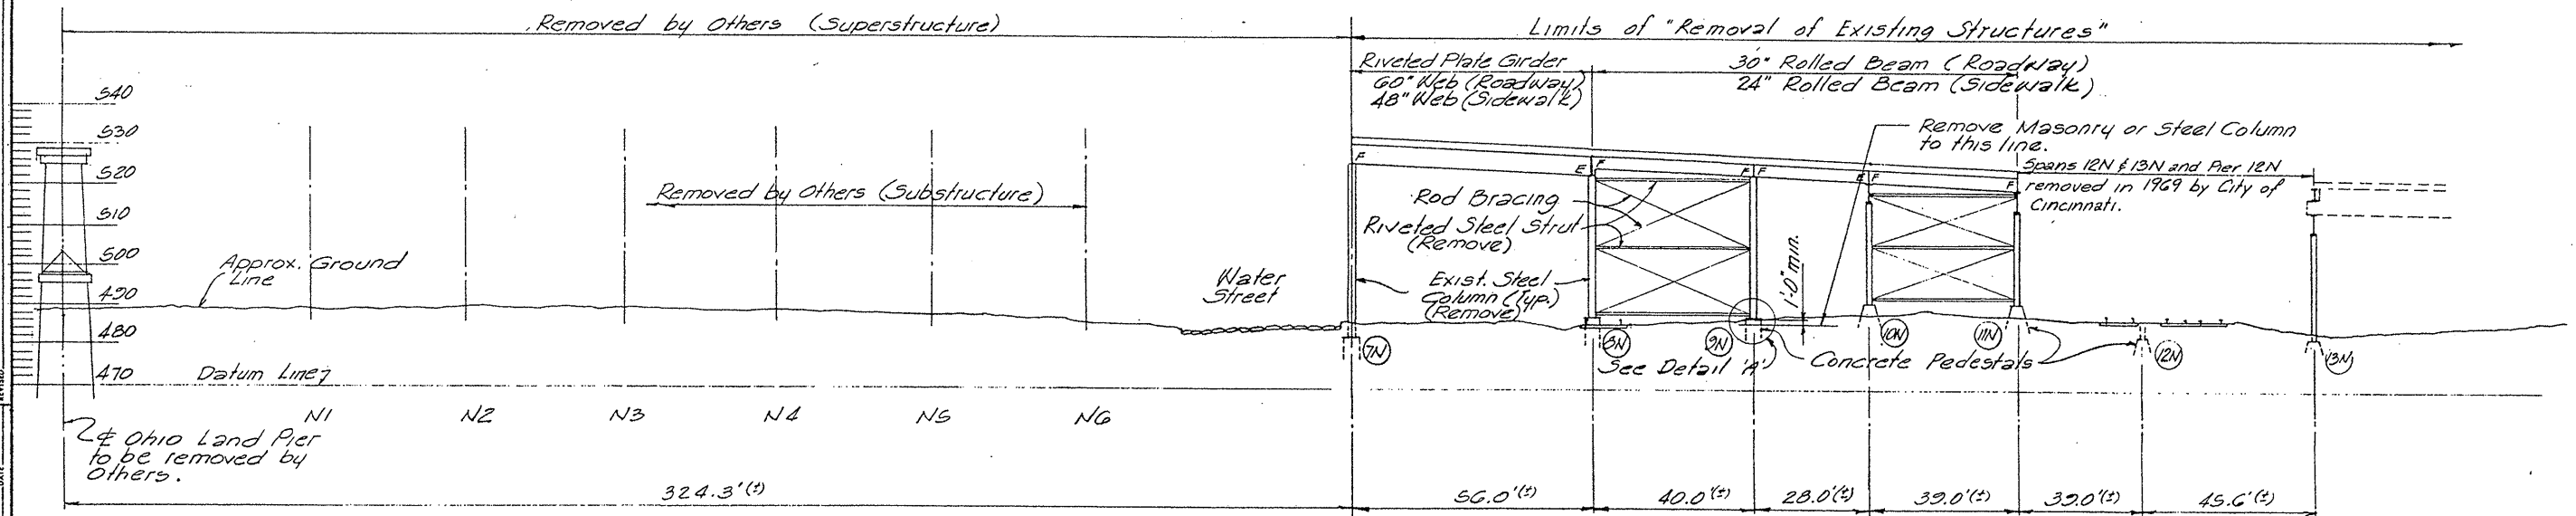 Removed by Others (Superstructure)
Limits of "Removal of Existing Structures"
Riveted Plate Girder
60" Web (Roadway)
48" Web (Sidewalk)
30" Rolled Beam (Roadway)
24" Rolled Beam (Sidewalk)
540
530
520
510
500
490
480
470
Remove Masonry or Steel Column
to this line.
Spans 12N & 13N and Pier 12N
removed in 1969 by City of
Cincinnati.
F
E
F
F
F
E
F
F
Removed by Others (Substructure)
Rod Bracing
Riveted Steel Strut
(Remove)
Approx. Ground
Line
Water
Street
Exist. Steel
Column (Typ.)
(Remove)
1'-0" min.
7N
8N
9N
10N
11N
12N
13N
See Detail 'A'
Concrete Pedestals
Datum Line
N1
N2
N3
N4
N5
N6
℄ Ohio Land Pier
to be removed by
Others.
324.3'(±)
56.0'(±)
40.0'(±)
28.0'(±)
39.0'(±)
39.0'(±)
45.6'(±)